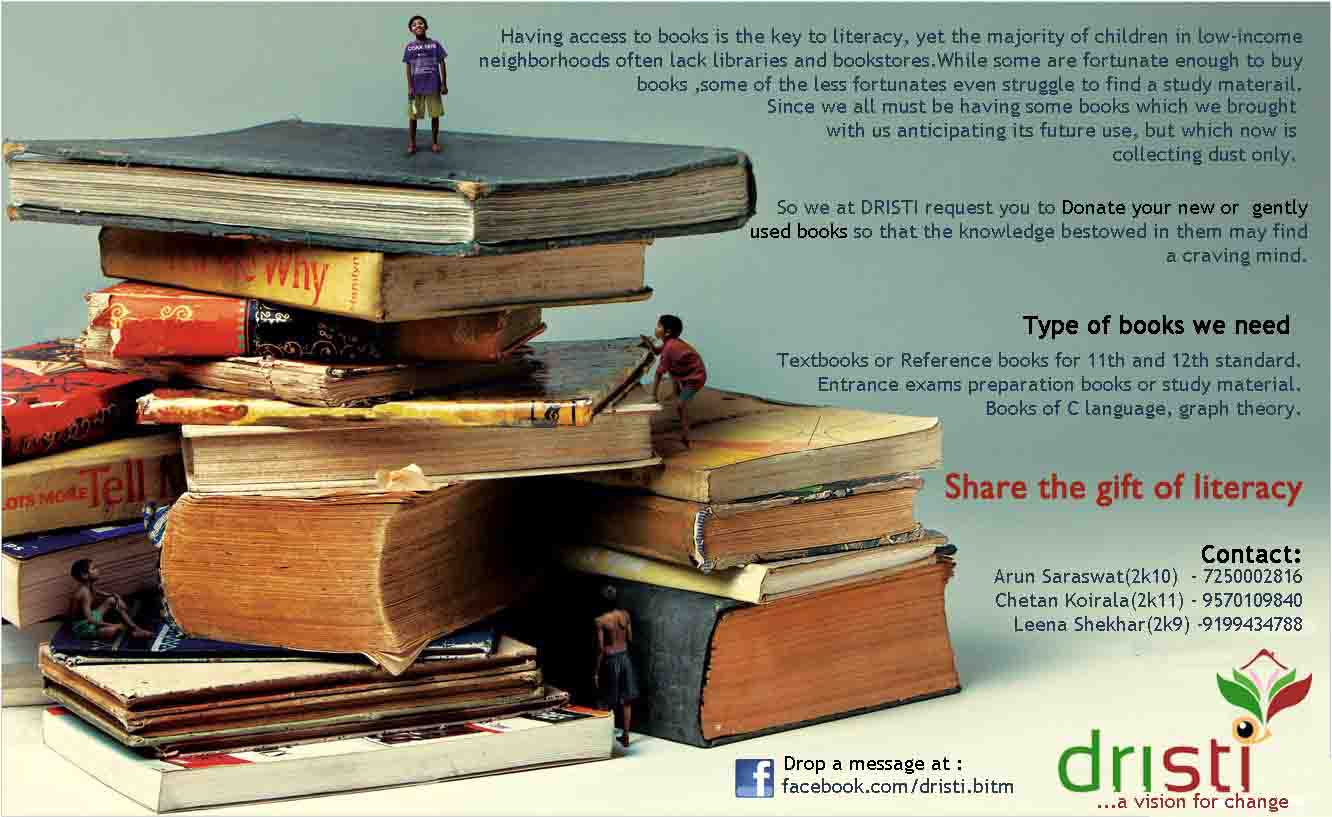 Having access to books is the key to literacy, yet the majority of children in low-income
neighborhoods often lack libraries and bookstores.While some are fortunate enough to buy
books ,some of the less fortunates even struggle to find a study materail.
Since we all must be having some books which we brought
with us anticipating its future use, but which now is
collecting dust only.
So we at DRISTI request you to Donate your new or gently
used books so that the knowledge bestowed in them may find
a craving mind.
Type of books we need
Textbooks or Reference books for 11th and 12th standard.
Entrance exams preparation books or study material.
Books of C language, graph theory.
Share the gift of literacy
Contact:
Arun Saraswat(2k10) - 7250002816
Chetan Koirala(2k11) - 9570109840
Leena Shekhar(2k9) -9199434788
dristi
...a vision for change
f
Drop a message at :
facebook.com/dristi.bitm
Why
Hamlyn
LOTS MORE Tell